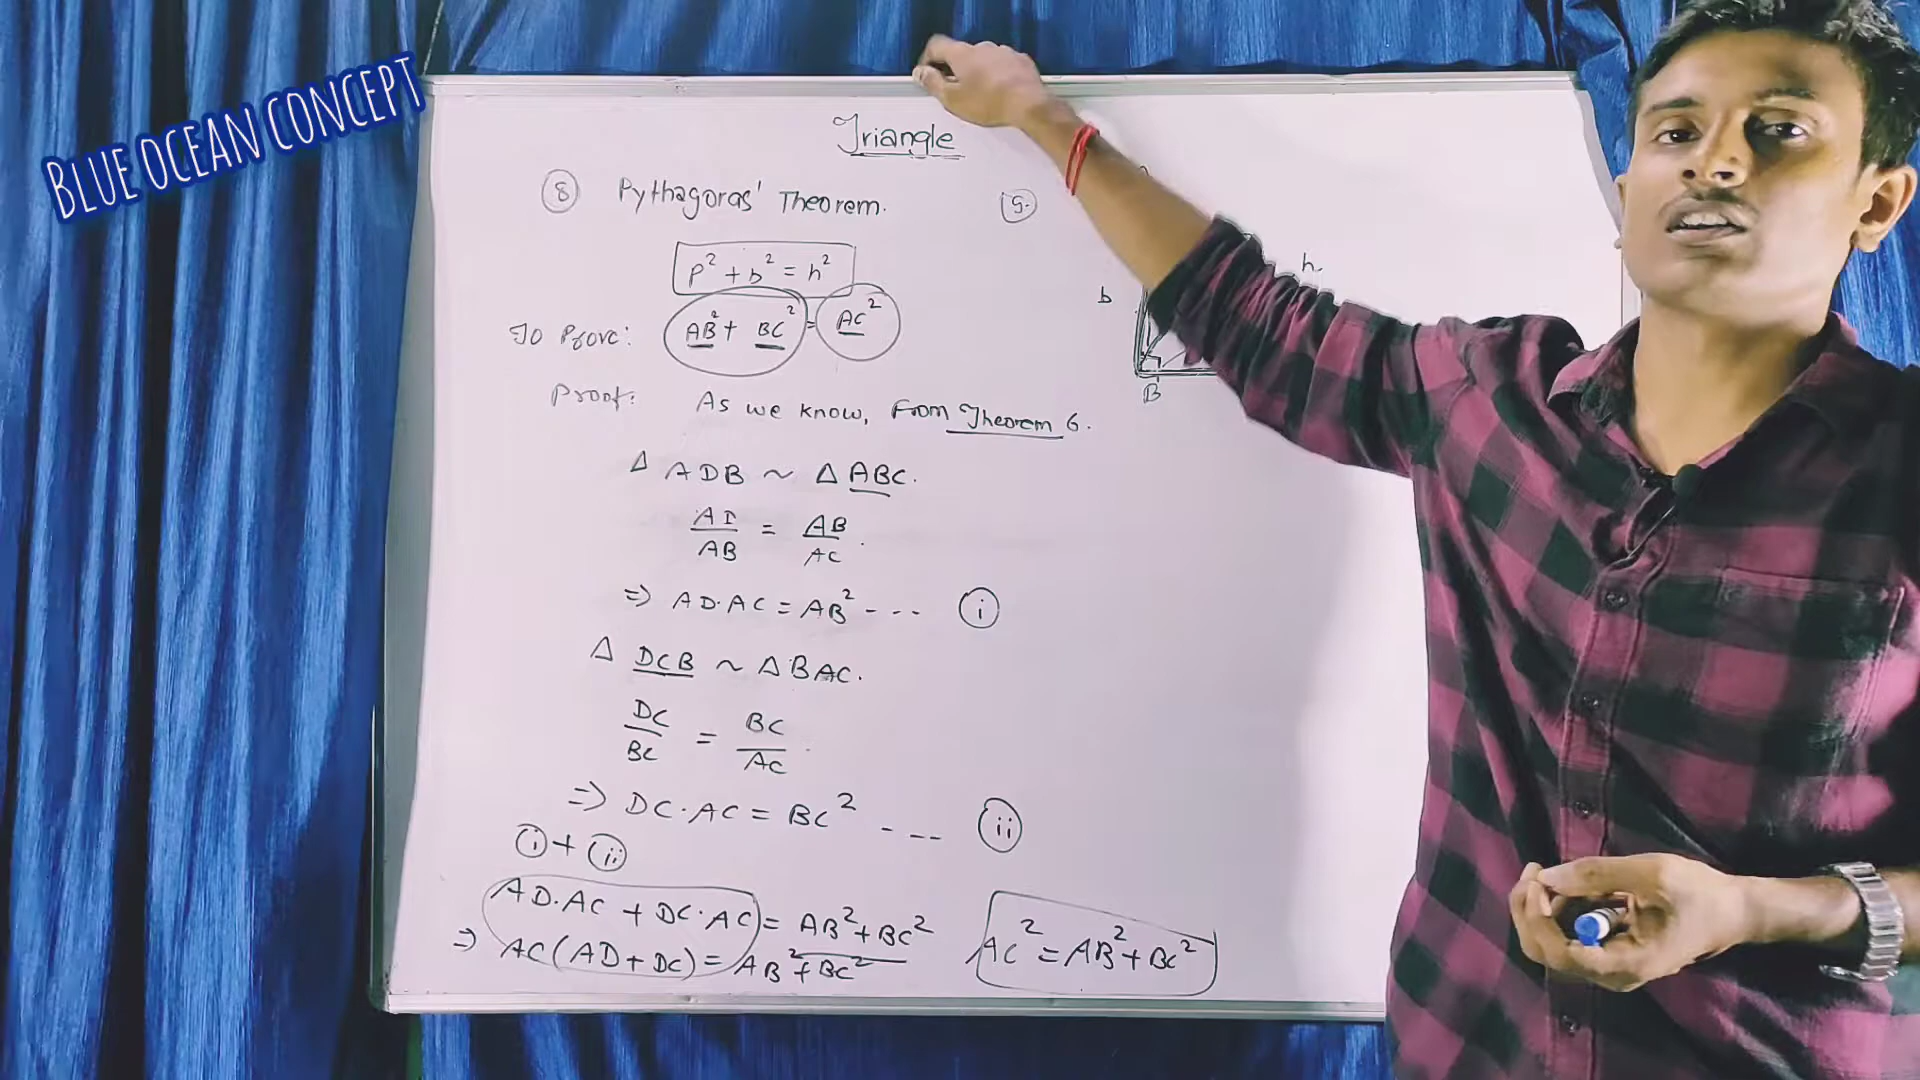 BLUE OCEAN CONCEPT
Triangle
⑧ Pythagoras' Theorem.
9.
p² + b² = h²
h
b
To Prove: AB² + BC² = AC²
B
Proof: As we know, From Theorem 6.
Δ ADB ~ Δ ABC.
AD/AB = AB/AC.
⇒ AD·AC = AB² --- (i)
Δ DCB ~ Δ BAC.
DC/BC = BC/AC.
⇒ DC·AC = BC² --- (ii)
(i) + (ii)
AD·AC + DC·AC = AB² + BC²
⇒ AC(AD + DC) = AB² + BC²
AC² = AB² + BC²